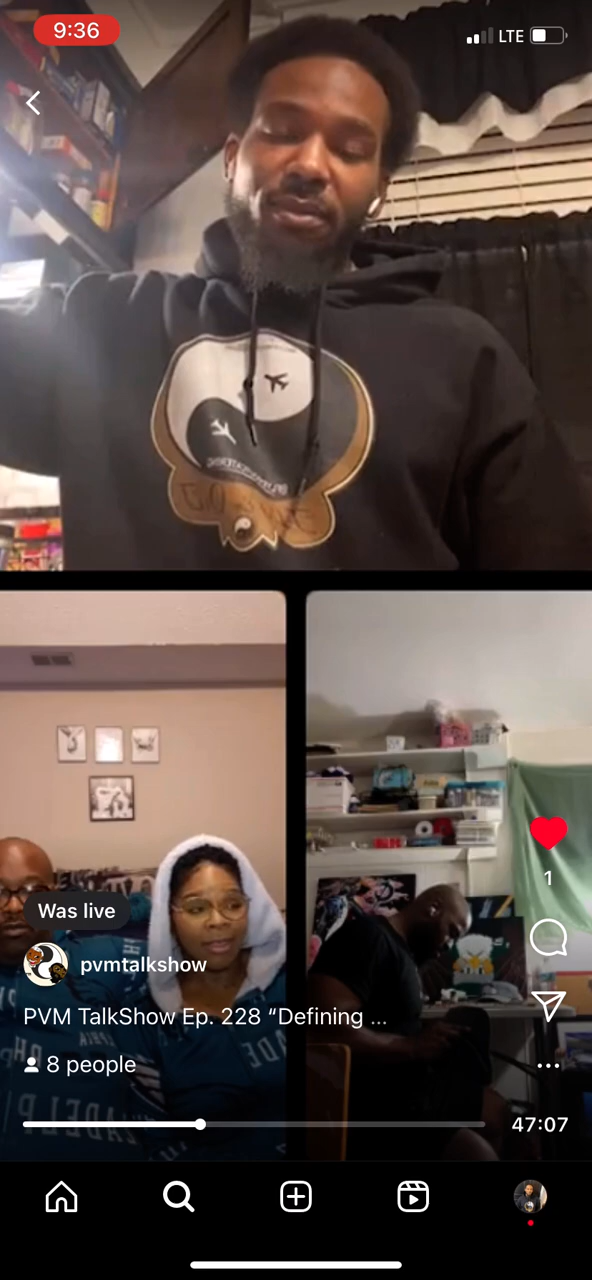 9:36
LTE
Was live
pvmtalkshow
PVM TalkShow Ep. 228 “Defining ...
8 people
47:07
1